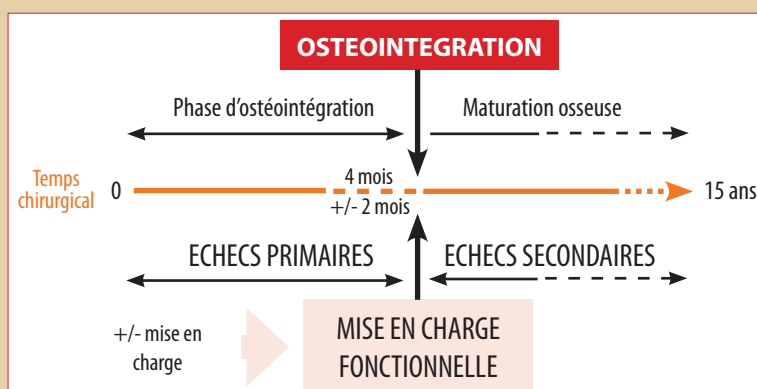 OSTEOINTEGRATION
Phase d'ostéointégration
Maturation osseuse
Temps
chirurgical
0
4 mois
+/- 2 mois
15 ans
ECHECS PRIMAIRES
ECHECS SECONDAIRES
+/- mise en
charge
MISE EN CHARGE
FONCTIONNELLE